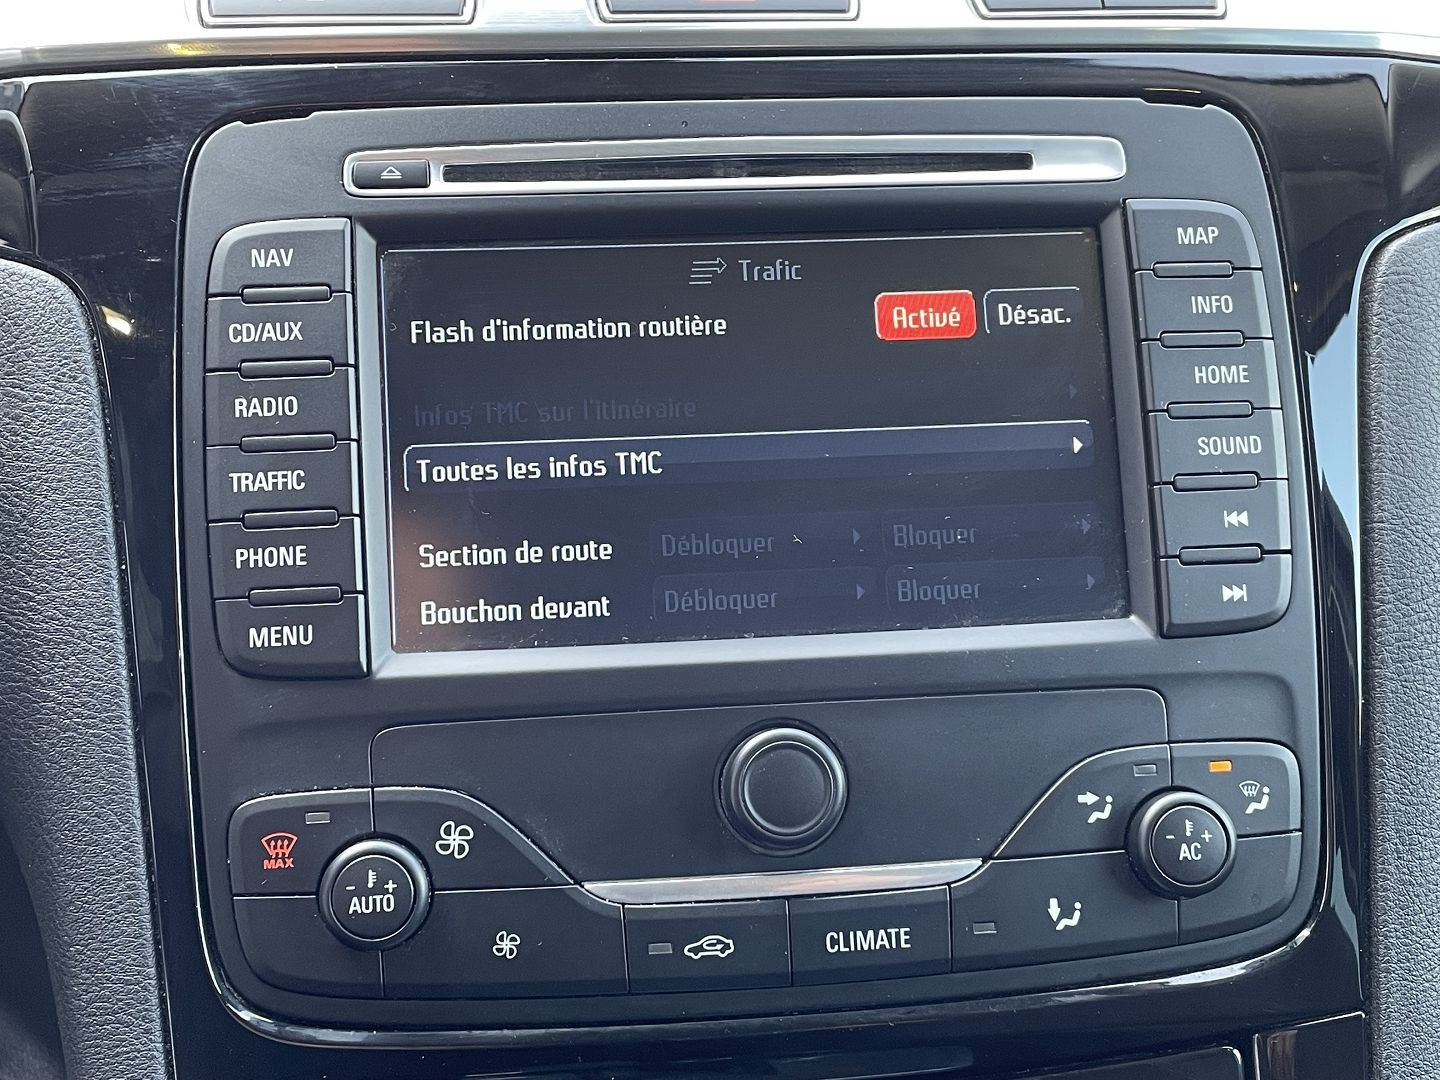 NAV
CD/AUX
RADIO
TRAFFIC
PHONE
MENU
Trafic
Flash d'information routière Activé Désac.
Infos TMC sur l'itinéraire
Toutes les infos TMC
Section de route Débloquer Bloquer
Bouchon devant Débloquer Bloquer
MAP
INFO
HOME
SOUND
MAX
- + AUTO
CLIMATE
- + AC